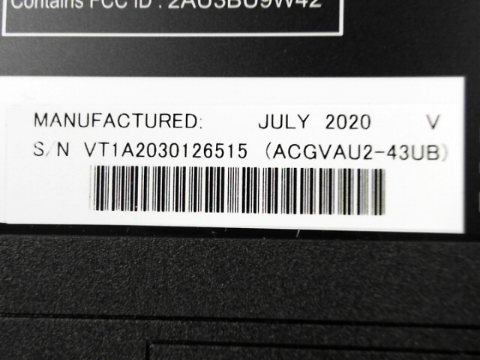 Contains FCC ID : 2AU3BU9W42
MANUFACTURED: JULY 2020 V
S/N VT1A2030126515 (ACGVAU2-43UB)